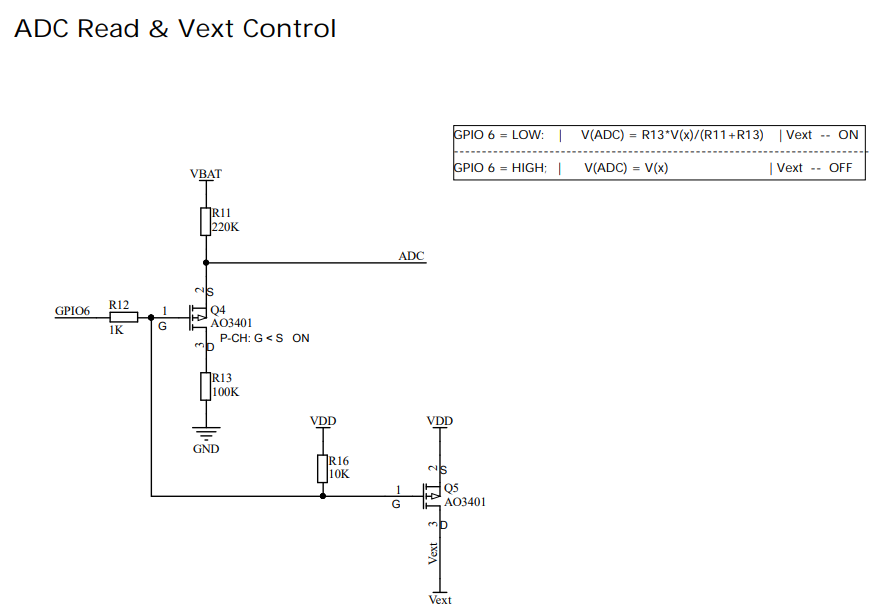 ADC Read & Vext Control
GPIO 6 = LOW: | V(ADC) = R13*V(x)/(R11+R13) | Vext -- ON
GPIO 6 = HIGH; | V(ADC) = V(x) | Vext -- OFF
VBAT
R11
220K
ADC
2
S
GPIO6
R12
1K
1
G
Q4
AO3401
P-CH: G < S ON
3
D
R13
100K
GND
VDD
R16
10K
VDD
2
S
1
G
Q5
AO3401
3
D
Vext
Vext